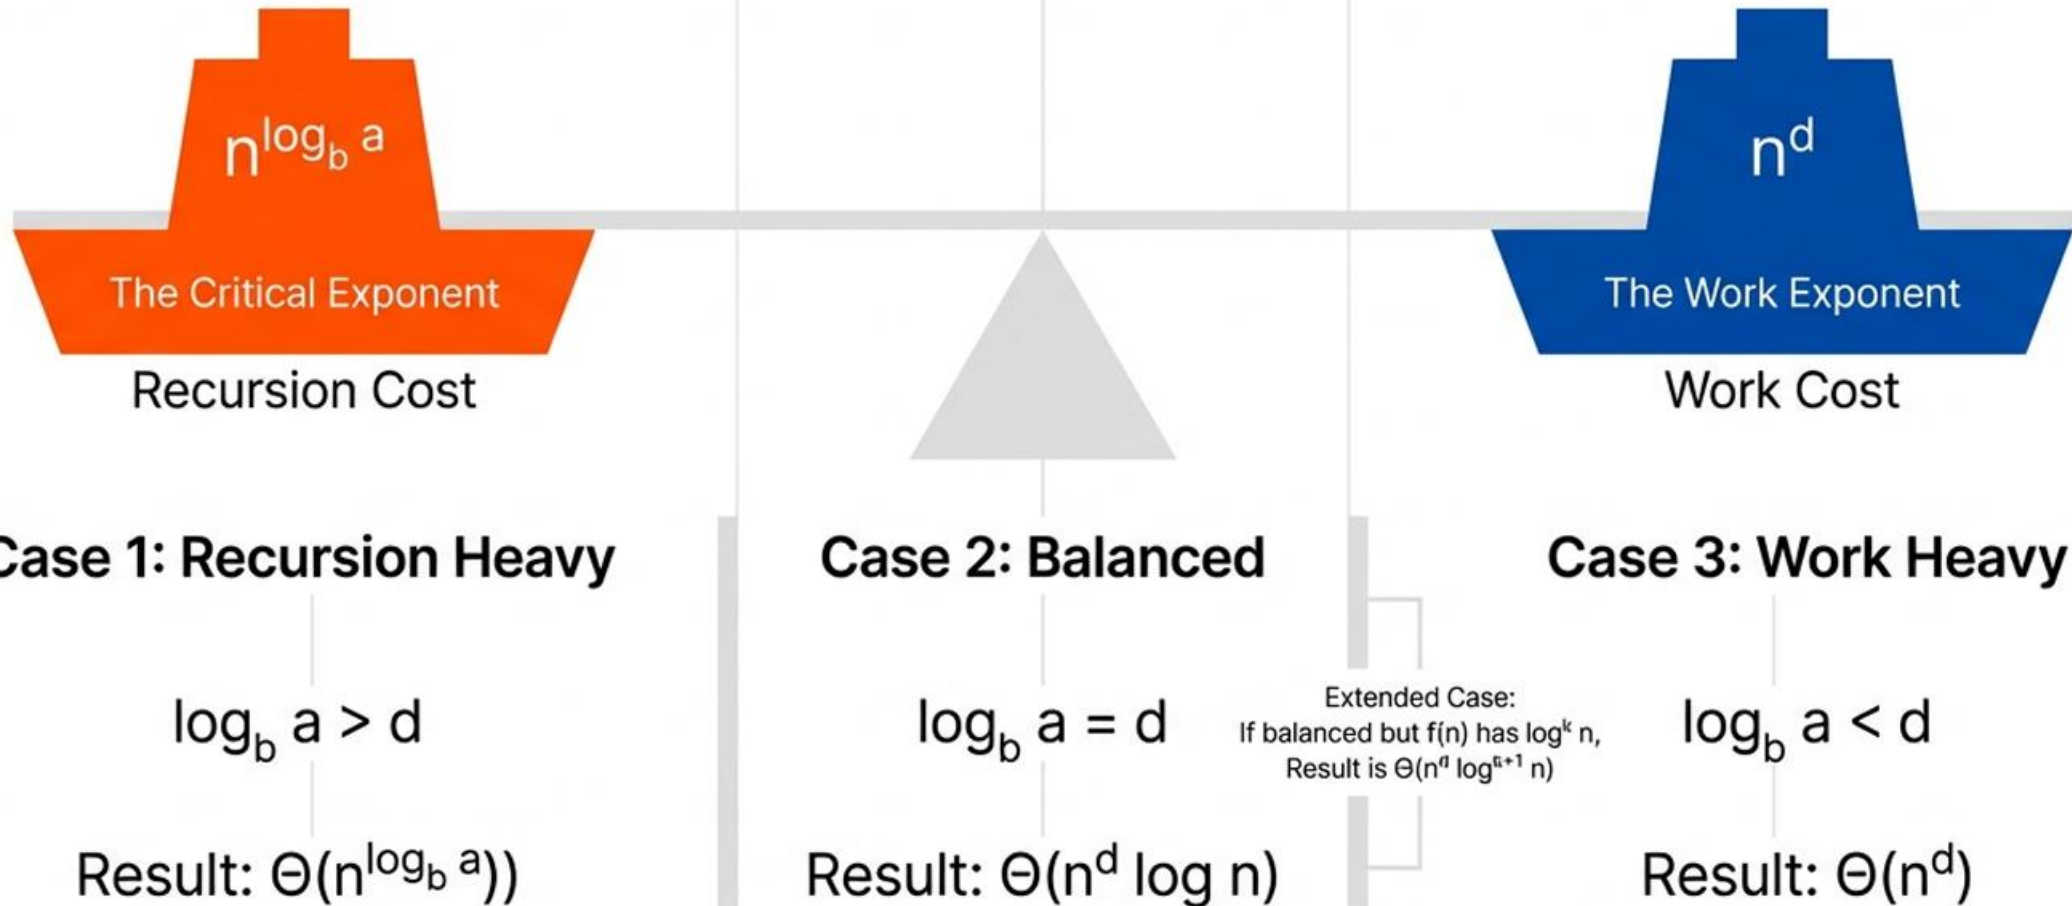 n^log_b a
The Critical Exponent
Recursion Cost
n^d
The Work Exponent
Work Cost
Case 1: Recursion Heavy
log_b a > d
Result: Θ(n^log_b a))
Case 2: Balanced
log_b a = d
Result: Θ(n^d log n)
Extended Case:
If balanced but f(n) has log^k n,
Result is Θ(n log n)
Case 3: Work Heavy
log_b a < d
Result: Θ(n^d)